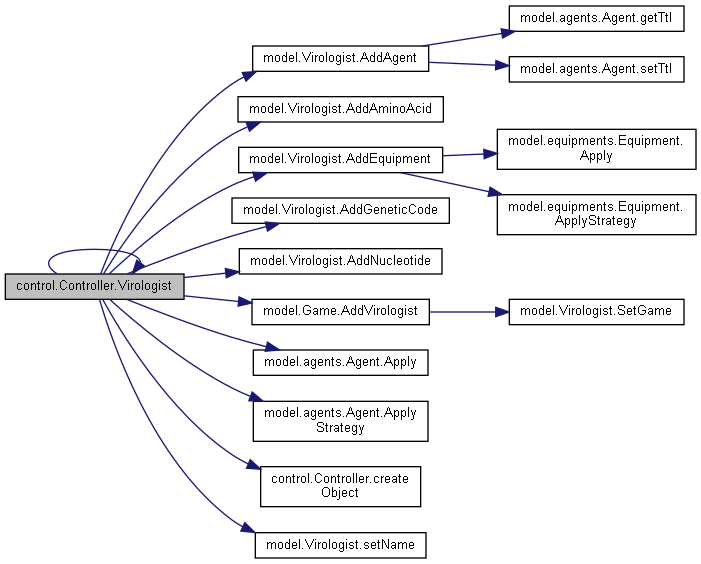 control.Controller.Virologist
model.Virologist.AddAgent
model.agents.Agent.getTtl
model.agents.Agent.setTtl
model.Virologist.AddAminoAcid
model.Virologist.AddEquipment
model.equipments.Equipment.
Apply
model.equipments.Equipment.
ApplyStrategy
model.Virologist.AddGeneticCode
model.Virologist.AddNucleotide
model.Game.AddVirologist
model.Virologist.SetGame
model.agents.Agent.Apply
model.agents.Agent.Apply
Strategy
control.Controller.create
Object
model.Virologist.setName